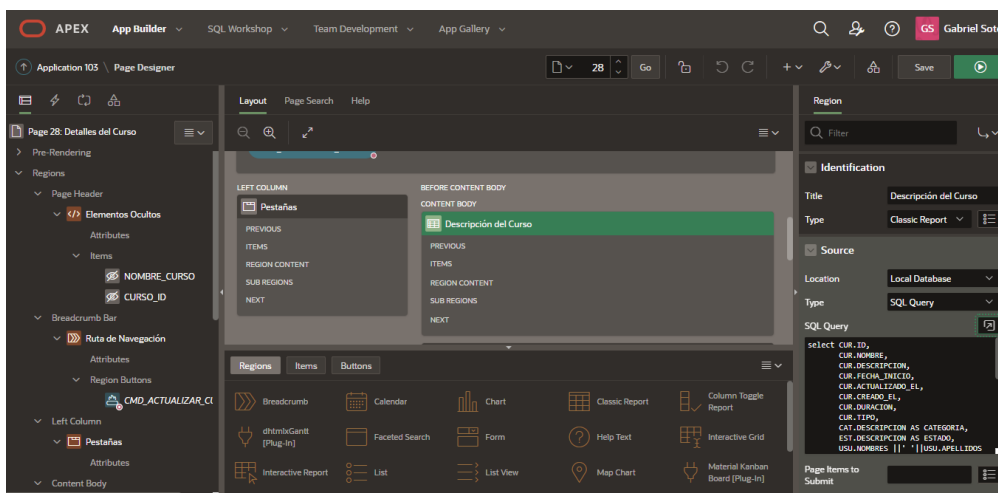 APEX App Builder SQL Workshop Team Development App Gallery GS Gabriel Sot
Application 103 \ Page Designer 28 Go Save
Page 28: Detalles del Curso
Pre-Rendering
Regions
Page Header
Elementos Ocultos
Attributes
Items
NOMBRE_CURSO
CURSO_ID
Breadcrumb Bar
Ruta de Navegación
Attributes
Region Buttons
CMD_ACTUALIZAR_CU
Left Column
Pestañas
Attributes
Content Body
Layout Page Search Help
LEFT COLUMN
Pestañas
PREVIOUS
ITEMS
REGION CONTENT
SUB REGIONS
NEXT
BEFORE CONTENT BODY
CONTENT BODY
Descripción del Curso
PREVIOUS
ITEMS
REGION CONTENT
SUB REGIONS
NEXT
Regions Items Buttons
Breadcrumb Calendar Chart Classic Report Column Toggle
Report
dhtmlxGantt
[Plug-In] Faceted Search Form Help Text Interactive Grid
Interactive Report List List View Map Chart Material Kanban
Board [Plug-In]
Region
Filter
Identification
Title Descripción del Curso
Type Classic Report
Source
Location Local Database
Type SQL Query
SQL Query
select CUR.ID,
CUR.NOMBRE,
CUR.DESCRIPCION,
CUR.FECHA_INICIO,
CUR.ACTUALIZADO_EL,
CUR.CREADO_EL,
CUR.DURACION,
CUR.TIPO,
CAT.DESCRIPCION AS CATEGORIA,
EST.DESCRIPCION AS ESTADO,
USU.NOMBRES ||' '||USU.APELLIDOS
Page Items to
Submit